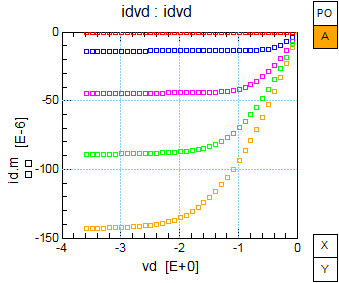 idvd : idvd
PO
A
0
-50
-100
-150
id.m [E-6]
-4
-3
-2
-1
0
vd [E+0]
X
Y